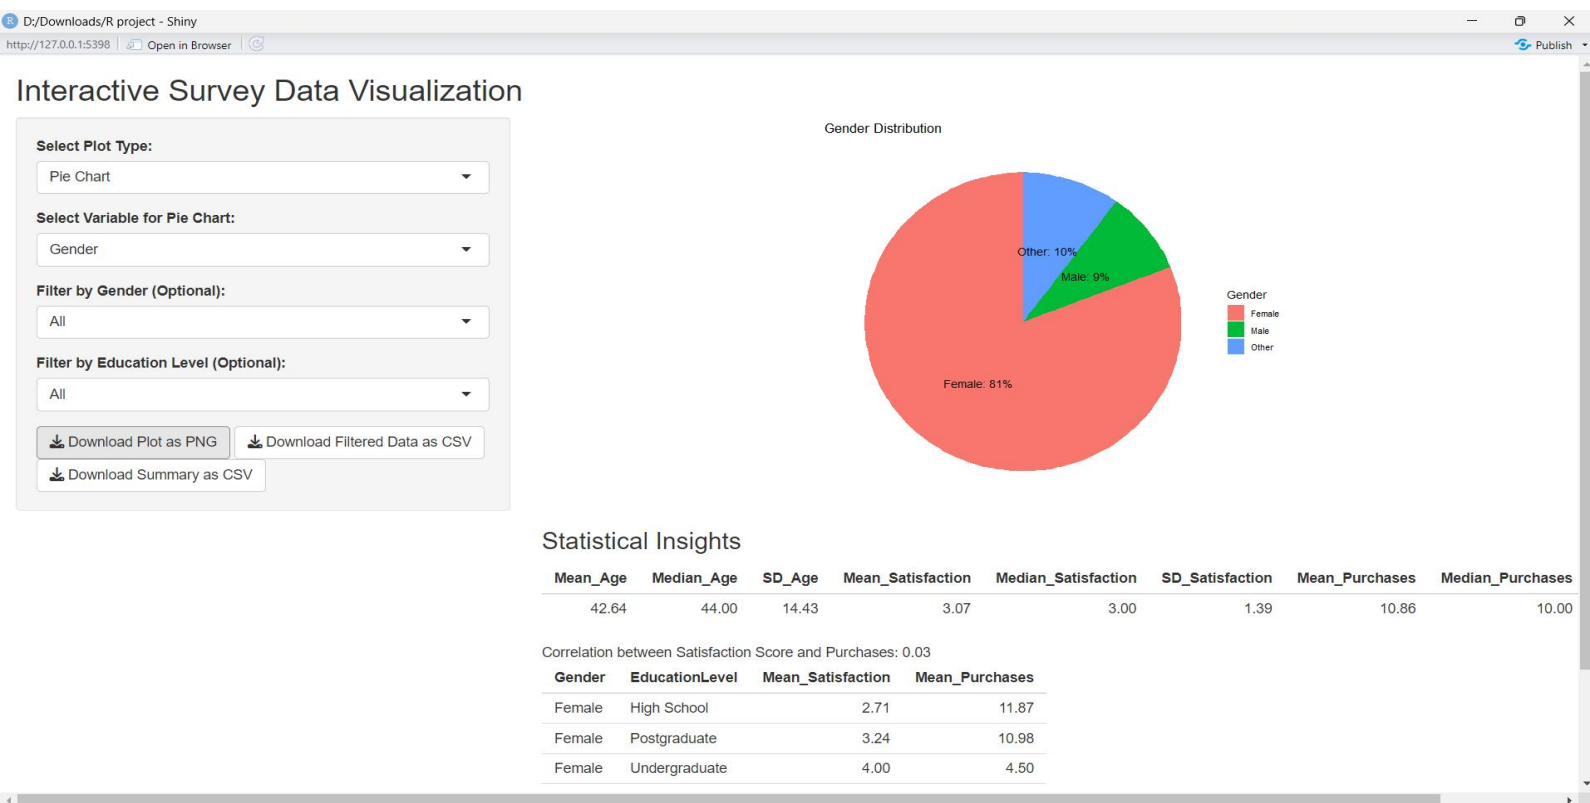 D:/Downloads/R project - Shiny
http://127.0.0.1:5398 Open in Browser Publish
Interactive Survey Data Visualization
Select Plot Type:
Pie Chart
Select Variable for Pie Chart:
Gender
Filter by Gender (Optional):
All
Filter by Education Level (Optional):
All
Download Plot as PNG Download Filtered Data as CSV
Download Summary as CSV
Gender Distribution
Other: 10%
Male: 9%
Female: 81%
Gender
Female
Male
Other
Statistical Insights
Mean_Age Median_Age SD_Age Mean_Satisfaction Median_Satisfaction SD_Satisfaction Mean_Purchases Median_Purchases
42.64 44.00 14.43 3.07 3.00 1.39 10.86 10.00
Correlation between Satisfaction Score and Purchases: 0.03
Gender EducationLevel Mean_Satisfaction Mean_Purchases
Female High School 2.71 11.87
Female Postgraduate 3.24 10.98
Female Undergraduate 4.00 4.50